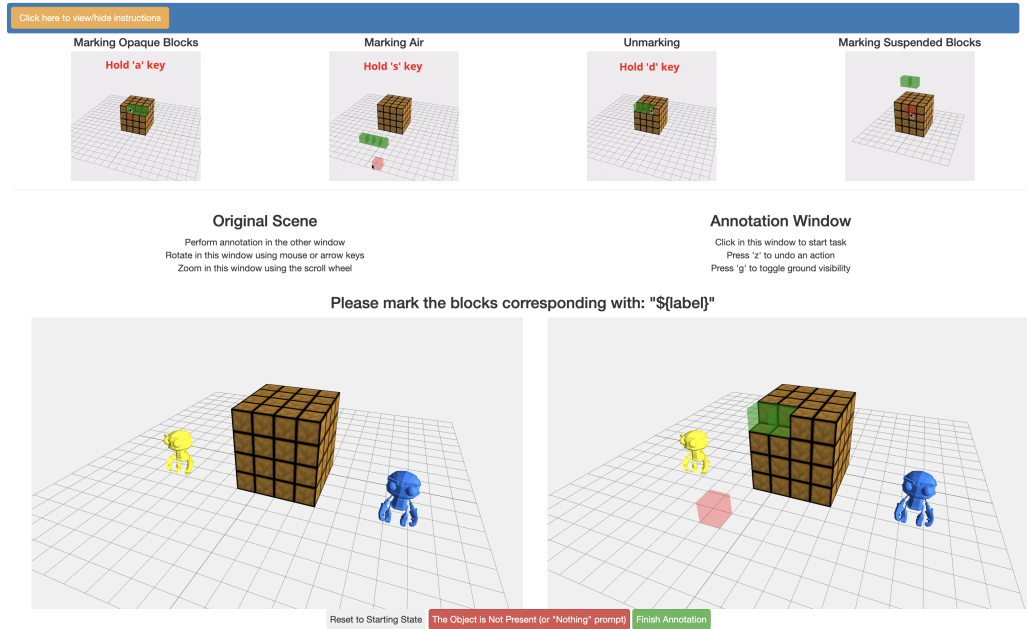 Click here to view/hide instructions
Marking Opaque Blocks
Marking Air
Unmarking
Marking Suspended Blocks
Hold 'a' key
Hold 's' key
Hold 'd' key
Original Scene
Perform annotation in the other window
Rotate in this window using mouse or arrow keys
Zoom in this window using the scroll wheel
Annotation Window
Click in this window to start task
Press 'z' to undo an action
Press 'g' to toggle ground visibility
Please mark the blocks corresponding with: "${label}"
Reset to Starting State
The Object is Not Present (or "Nothing" prompt)
Finish Annotation